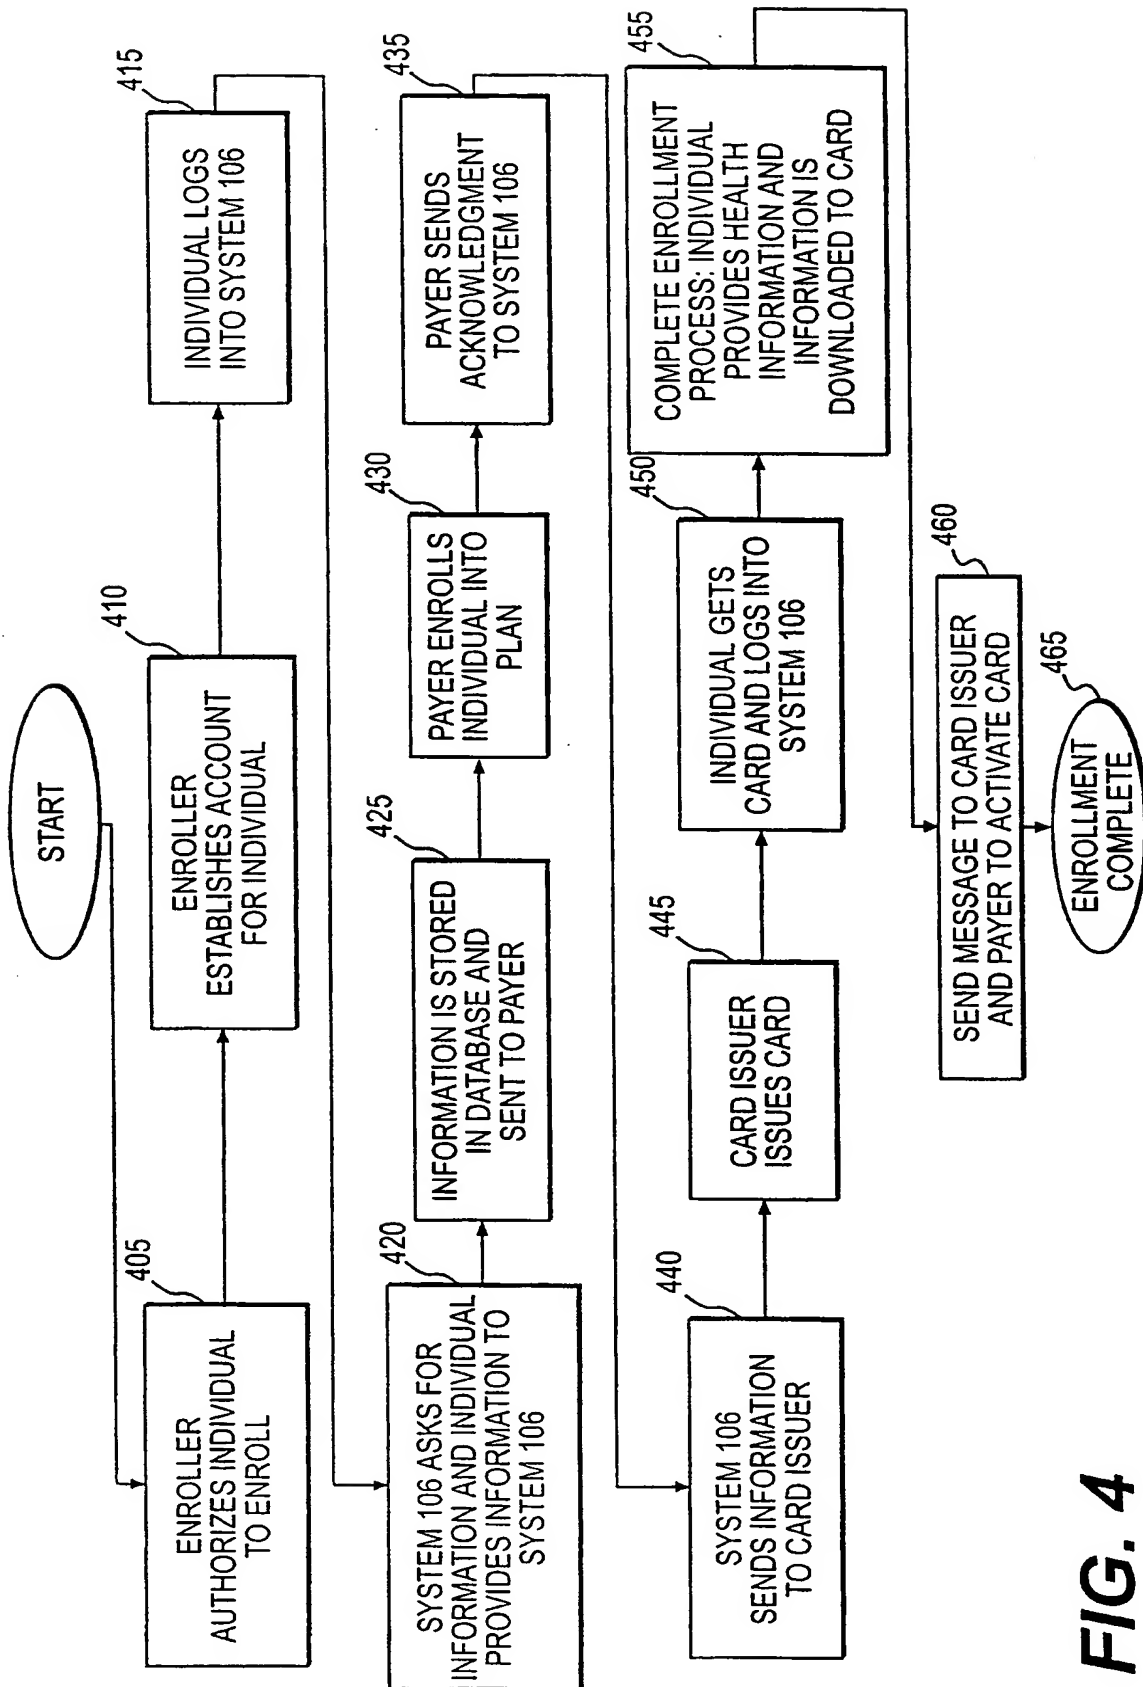 START
405
ENROLLER
AUTHORIZES INDIVIDUAL
TO ENROLL
410
ENROLLER
ESTABLISHES ACCOUNT
FOR INDIVIDUAL
415
INDIVIDUAL LOGS
INTO SYSTEM 106
420
SYSTEM 106 ASKS FOR
INFORMATION AND INDIVIDUAL
PROVIDES INFORMATION TO
SYSTEM 106
425
INFORMATION IS STORED
IN DATABASE AND
SENT TO PAYER
430
PAYER ENROLLS
INDIVIDUAL INTO
PLAN
435
PAYER SENDS
ACKNOWLEDGMENT
TO SYSTEM 106
440
SYSTEM 106
SENDS INFORMATION
TO CARD ISSUER
445
CARD ISSUER
ISSUES CARD
450
INDIVIDUAL GETS
CARD AND LOGS INTO
SYSTEM 106
455
COMPLETE ENROLLMENT
PROCESS: INDIVIDUAL
PROVIDES HEALTH
INFORMATION AND
INFORMATION IS
DOWNLOADED TO CARD
460
SEND MESSAGE TO CARD ISSUER
AND PAYER TO ACTIVATE CARD
465
ENROLLMENT
COMPLETE
FIG. 4